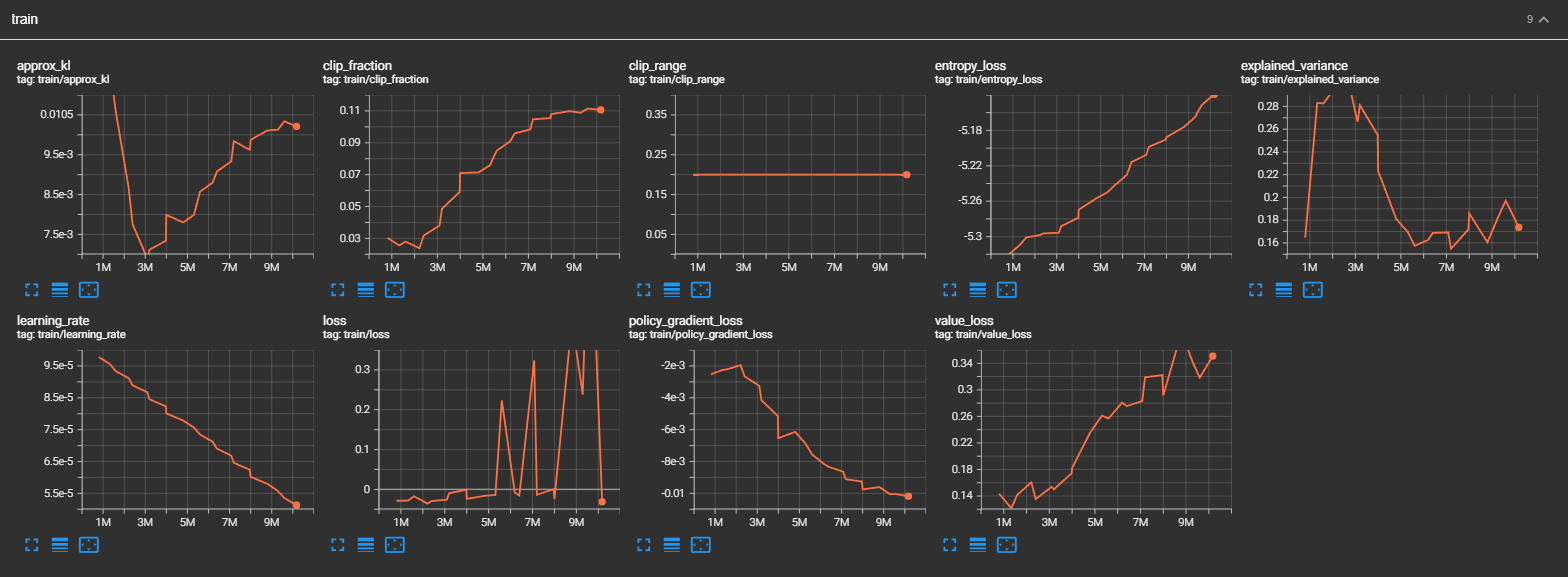 train 9
approx_kl clip_fraction clip_range entropy_loss explained_variance
tag: train/approx_kl tag: train/clip_fraction tag: train/clip_range tag: train/entropy_loss tag: train/explained_variance
0.0105
9.5e-3
8.5e-3
7.5e-3
1M 3M 5M 7M 9M
0.11
0.09
0.07
0.05
0.03
1M 3M 5M 7M 9M
0.35
0.25
0.15
0.05
1M 3M 5M 7M 9M
-5.18
-5.22
-5.26
-5.3
1M 3M 5M 7M 9M
0.28
0.26
0.24
0.22
0.2
0.18
0.16
1M 3M 5M 7M 9M
learning_rate loss policy_gradient_loss value_loss
tag: train/learning_rate tag: train/loss tag: train/policy_gradient_loss tag: train/value_loss
9.5e-5
8.5e-5
7.5e-5
6.5e-5
5.5e-5
1M 3M 5M 7M 9M
0.3
0.2
0.1
0
1M 3M 5M 7M 9M
-2e-3
-4e-3
-6e-3
-8e-3
-0.01
1M 3M 5M 7M 9M
0.34
0.3
0.26
0.22
0.18
0.14
1M 3M 5M 7M 9M